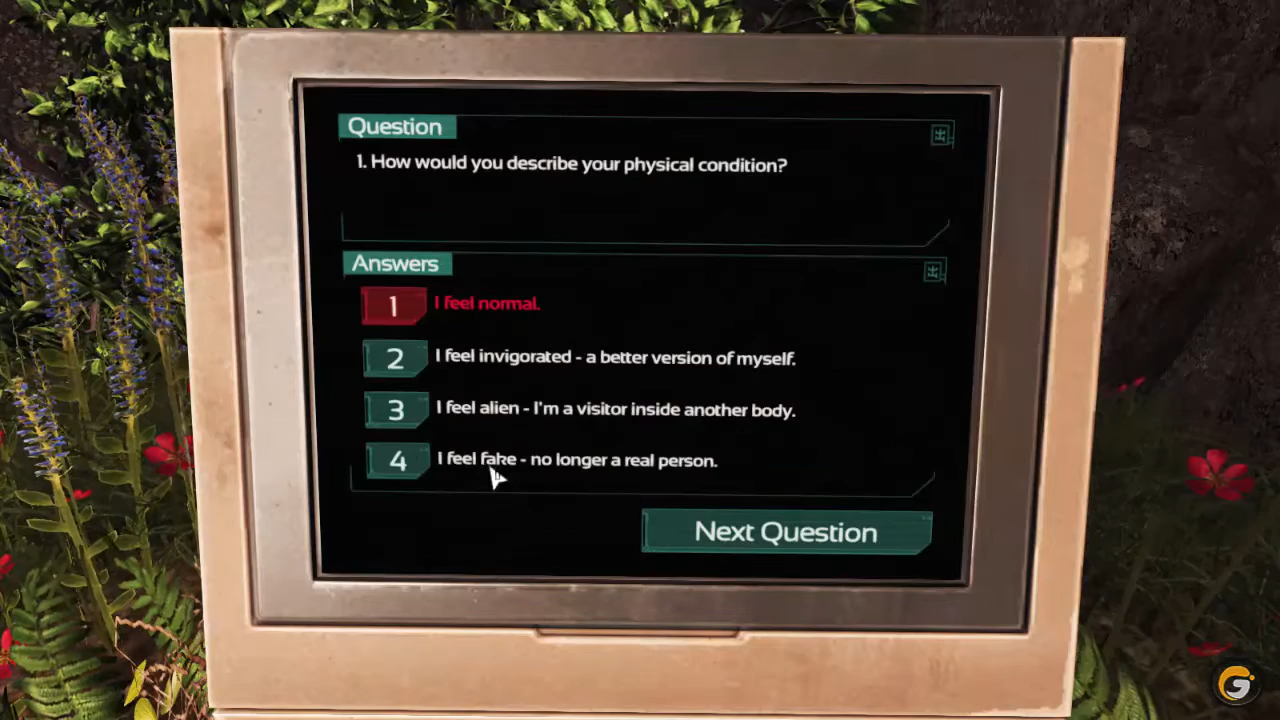 Question
1. How would you describe your physical condition?
Answers
1 I feel normal.
2 I feel invigorated - a better version of myself.
3 I feel alien - I'm a visitor inside another body.
4 I feel fake - no longer a real person.
Next Question
G